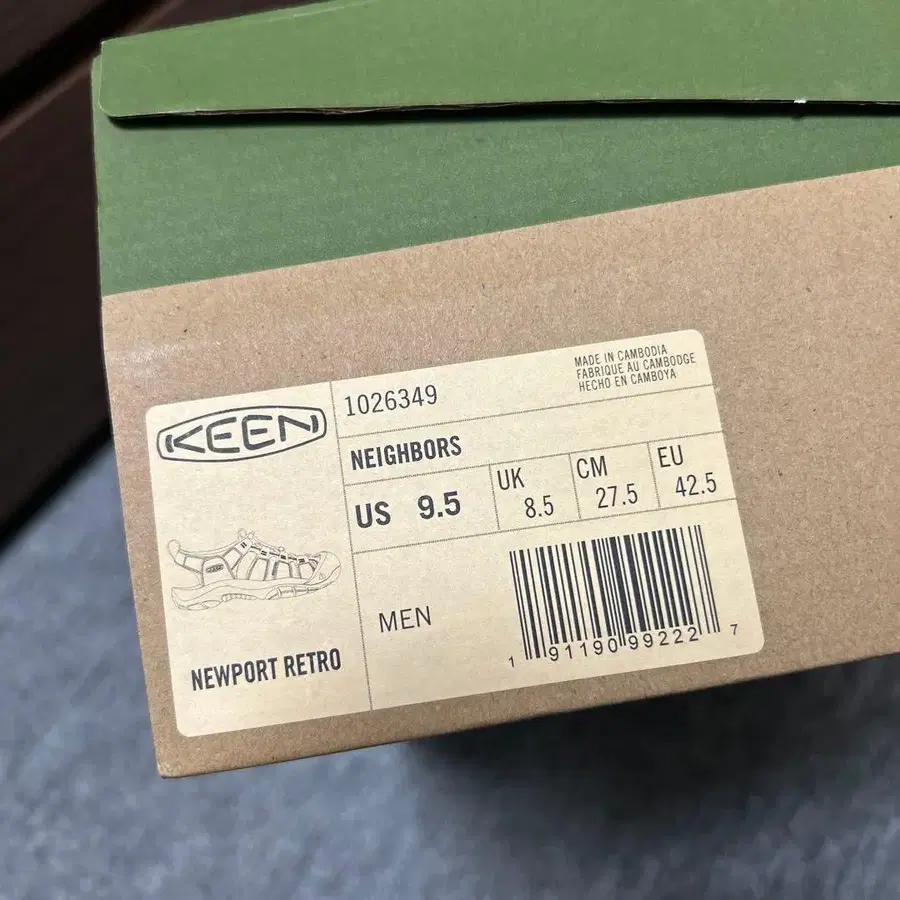 KEEN
1026349
MADE IN CAMBODIA
FABRIQUE AU CAMBODGE
HECHO EN CAMBOYA
NEIGHBORS
US 9.5
UK 8.5
CM 27.5
EU 42.5
MEN
1 91190 99222 7
NEWPORT RETRO